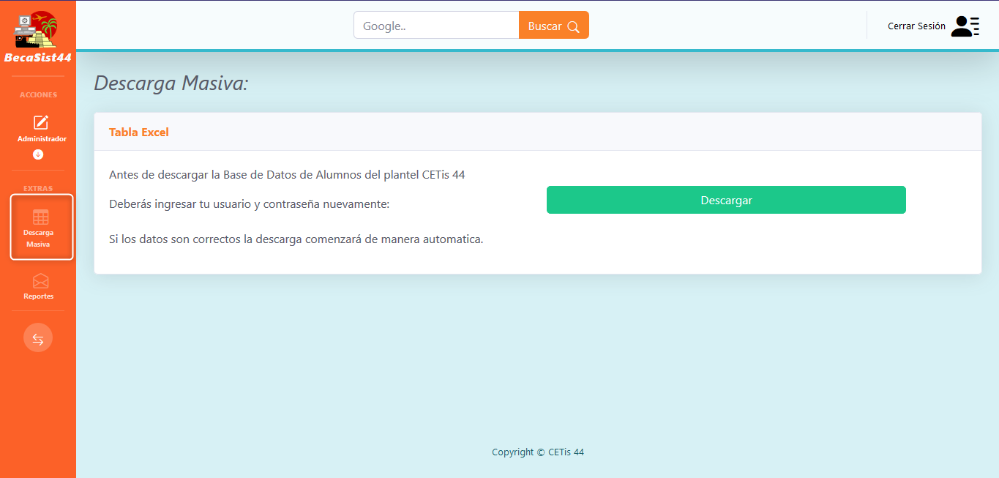 BecaSist44
ACCIONES
Administrador
EXTRAS
Descarga
Masiva
Reportes
Google..
Buscar
Cerrar Sesión
Descarga Masiva:
Tabla Excel
Antes de descargar la Base de Datos de Alumnos del plantel CETis 44
Deberás ingresar tu usuario y contraseña nuevamente:
Si los datos son correctos la descarga comenzará de manera automatica.
Descargar
Copyright © CETis 44